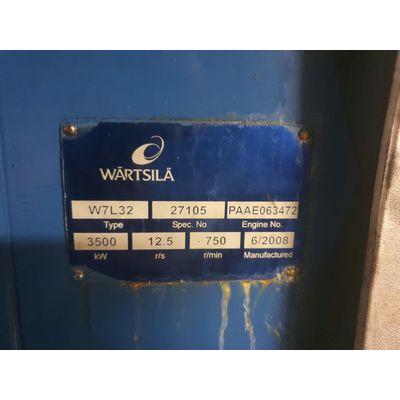 WÄRTSILÄ
W7L32 27105 PAAE063472
Type Spec. No Engine No.
3500 12.5 750 6/2008
kW r/s r/min Manufactured